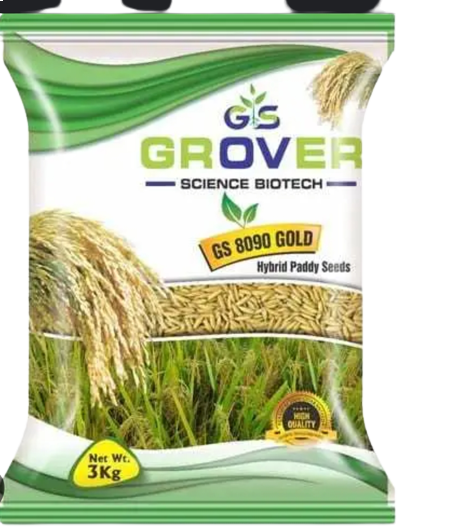 GS
GROVER
SCIENCE BIOTECH
GS 8090 GOLD
Hybrid Paddy Seeds
HIGH
QUALITY
Net Wt.
3Kg